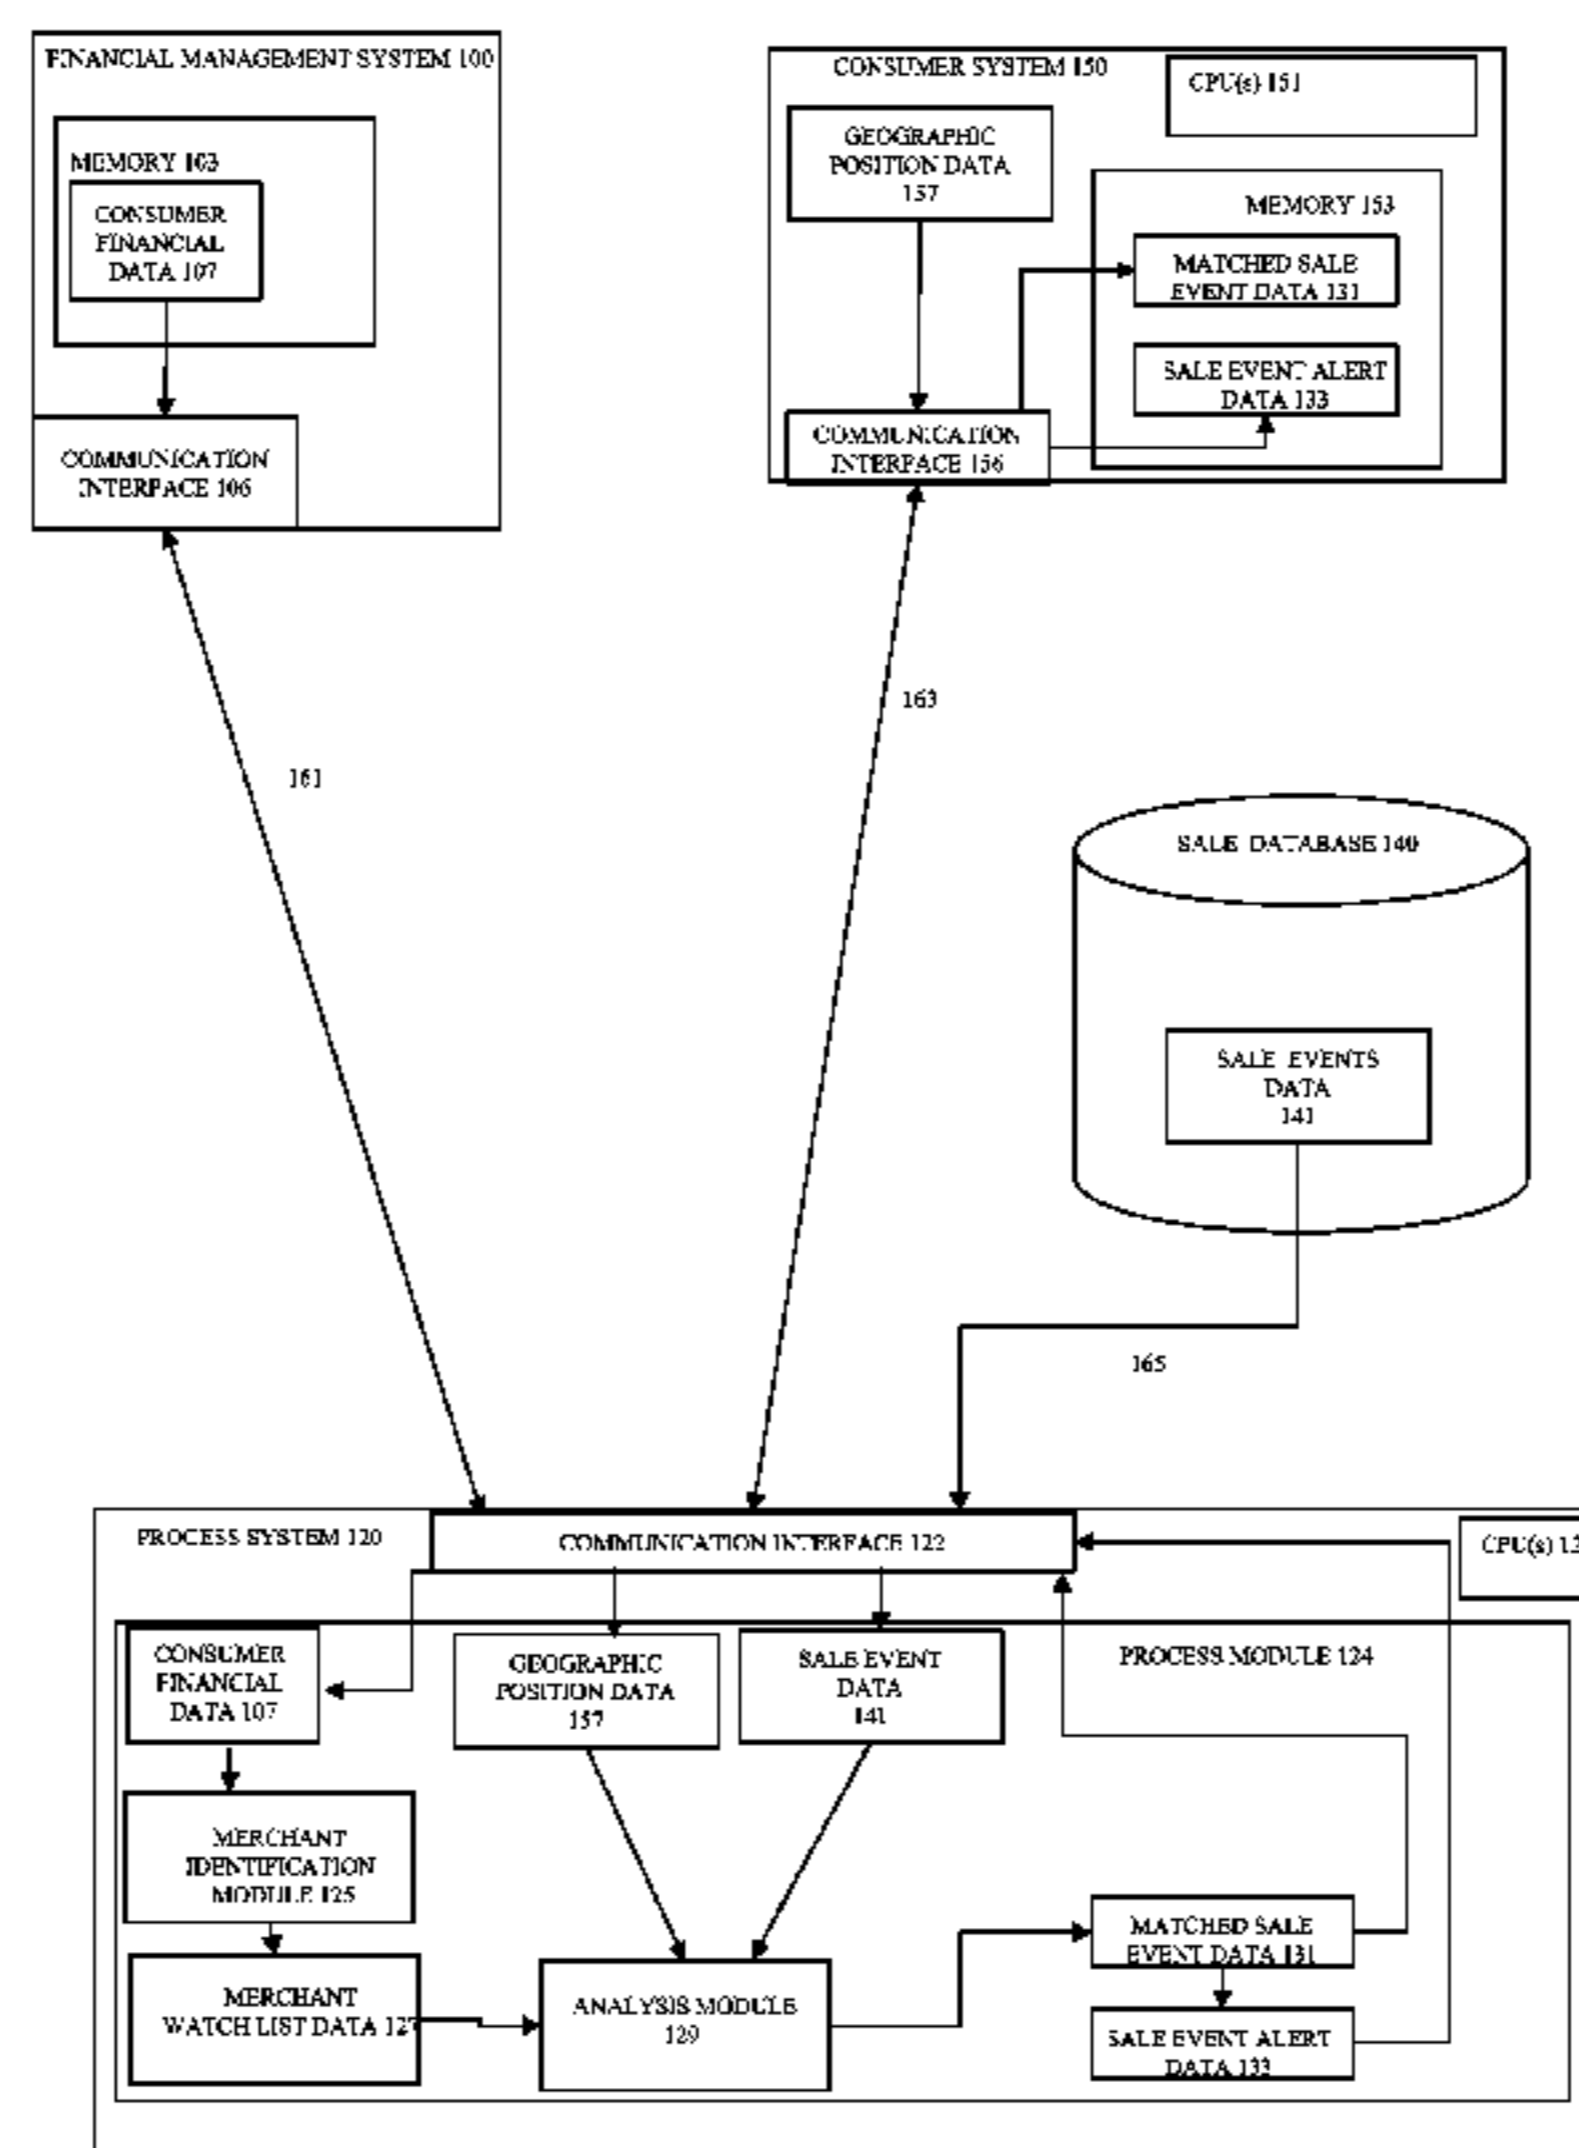 FINANCIAL MANAGEMENT SYSTEM 100
MEMORY 103
CONSUMER
FINANCIAL
DATA 107
COMMUNICATION
INTERFACE 106
CONSUMER SYSTEM 150
CPU(s) 151
GEOGRAPHIC
POSITION DATA
157
MEMORY 153
MATCHED SALE
EVENT DATA 131
SALE EVENT ALERT
DATA 133
COMMUNICATION
INTERFACE 156
163
161
SALE DATABASE 140
SALE EVENTS
DATA
141
165
PROCESS SYSTEM 120
COMMUNICATION INTERFACE 122
CPU(s)
CONSUMER
FINANCIAL
DATA 107
GEOGRAPHIC
POSITION DATA
157
SALE EVENT
DATA
141
PROCESS MODULE 124
MERCHANT
IDENTIFICATION
MODULE 125
MERCHANT
WATCH LIST DATA 127
ANALYSIS MODULE
129
MATCHED SALE
EVENT DATA 131
SALE EVENT ALERT
DATA 133